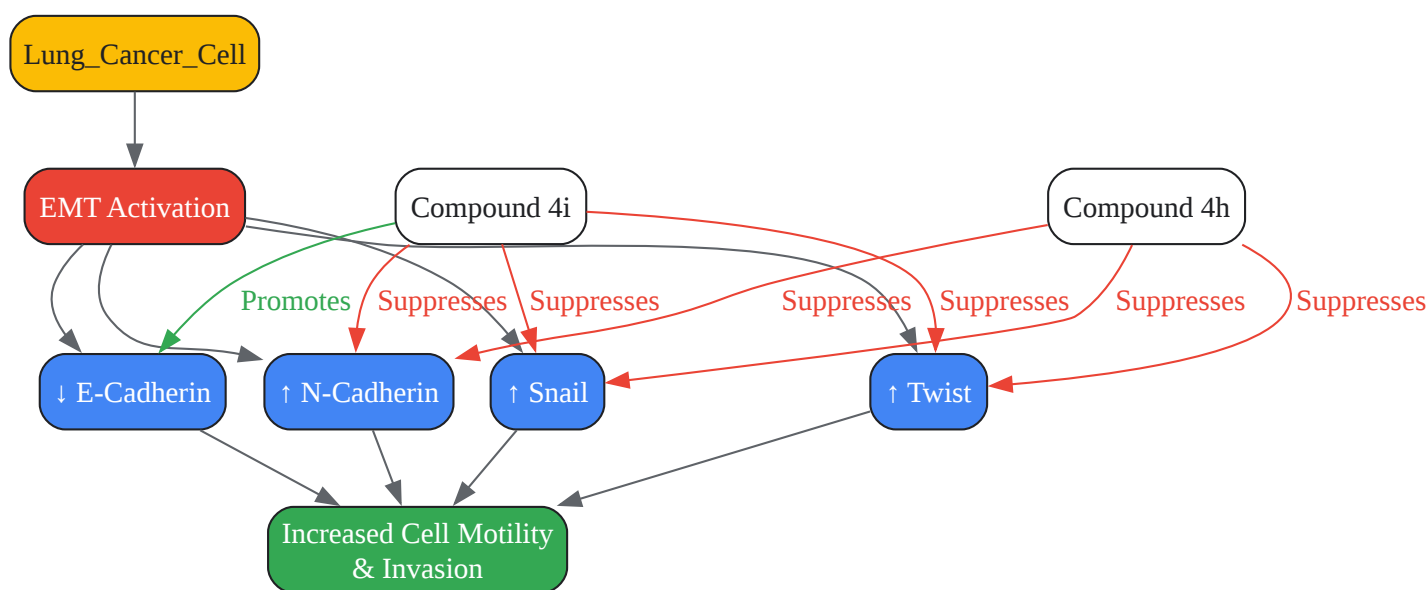 Lung_Cancer_Cell
EMT Activation
Compound 4i
Compound 4h
Promotes
Suppresses
Suppresses
Suppresses
Suppresses
Suppresses
Suppresses
↓ E-Cadherin
↑ N-Cadherin
↑ Snail
↑ Twist
Increased Cell Motility
& Invasion